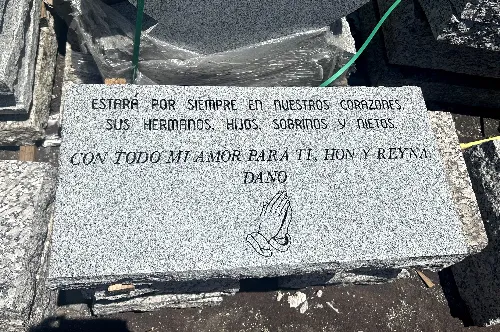 ESTARÁ POR SIEMPRE EN NUESTROS CORAZONES,
SUS HERMANOS, HIJOS, SOBRINOS Y NIETOS.
CON TODO MI AMOR PARA TI, HON Y REYNA
DANO